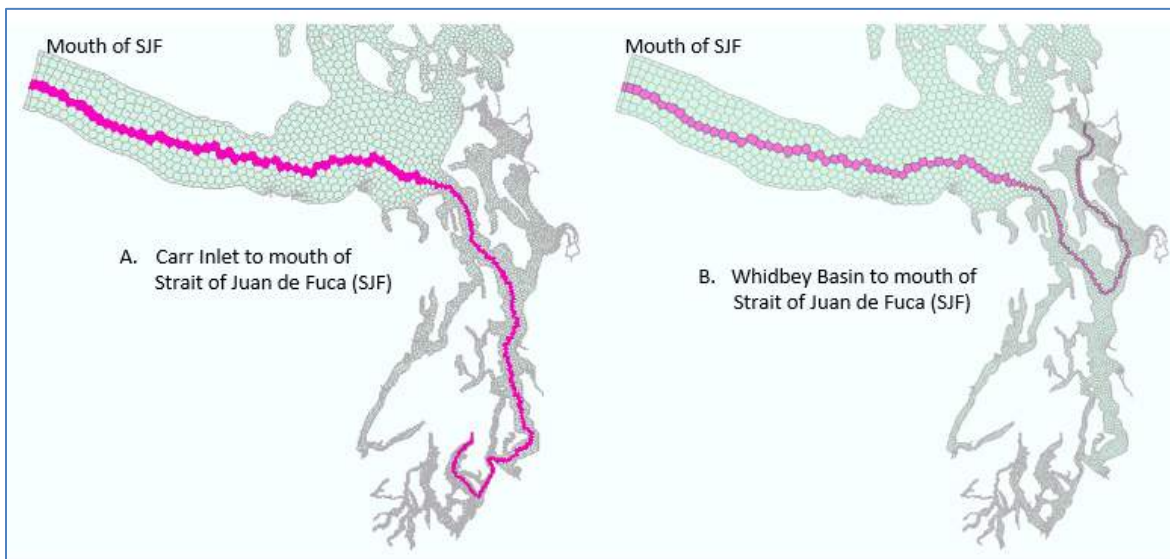 Mouth of SJF
A. Carr Inlet to mouth of
Strait of Juan de Fuca (SJF)
Mouth of SJF
B. Whidbey Basin to mouth of
Strait of Juan de Fuca (SJF)